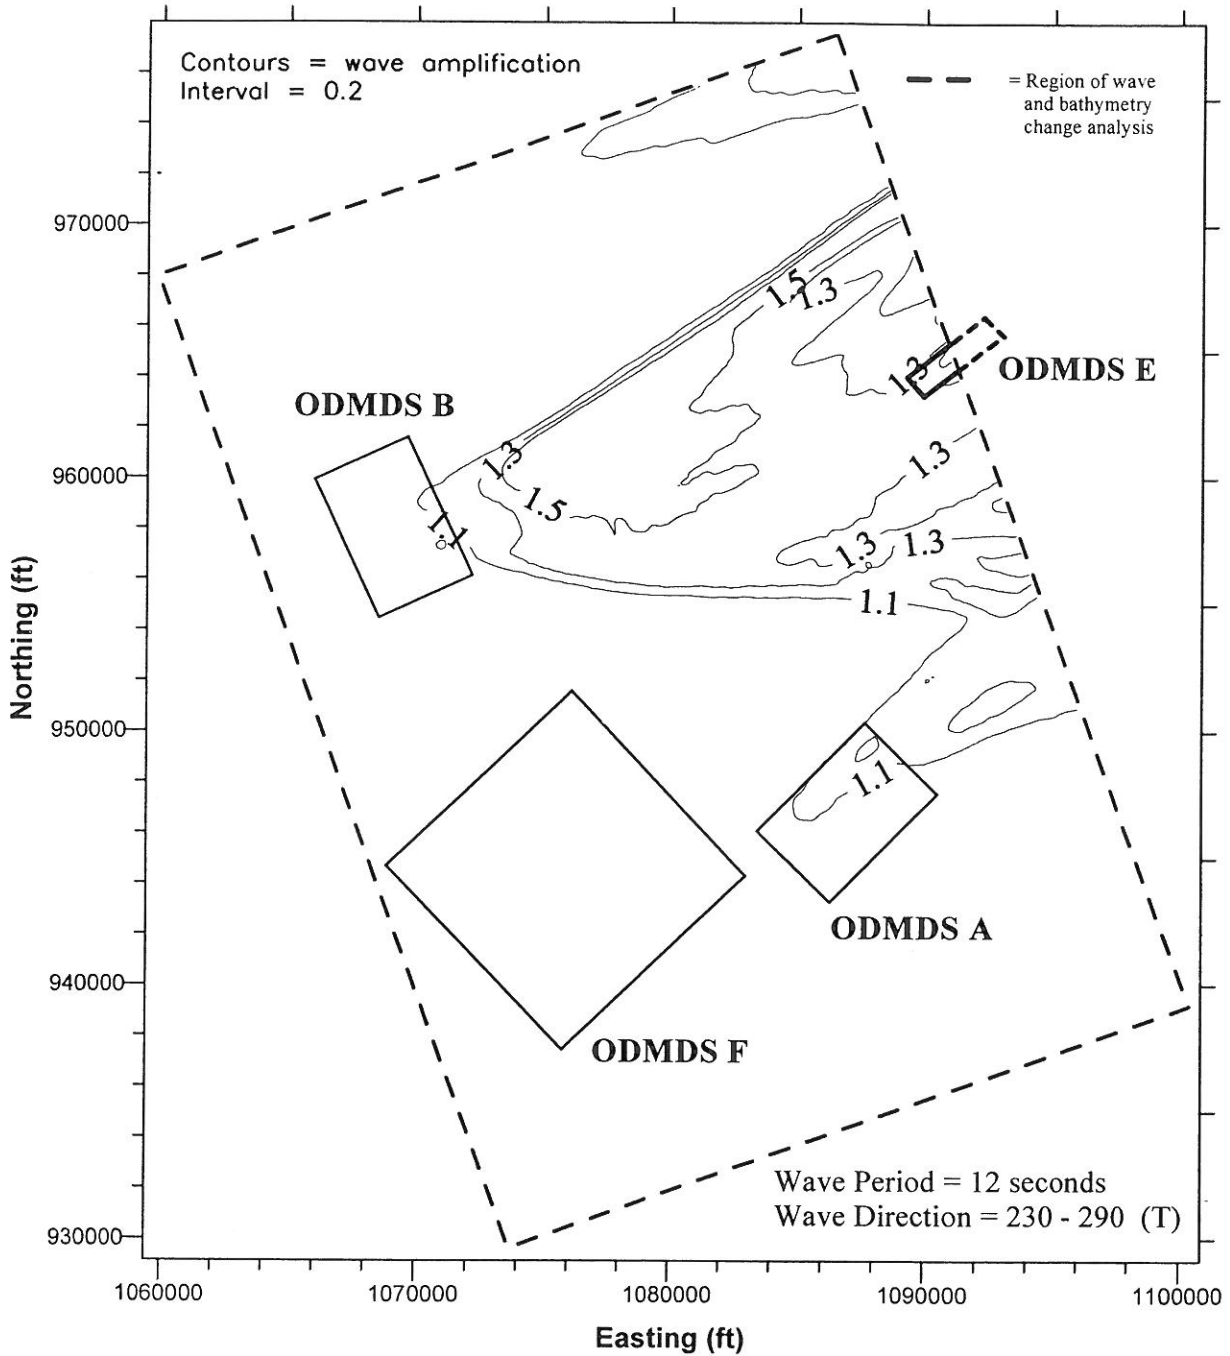 Contours = wave amplification
Interval = 0.2
= Region of wave
and bathymetry
change analysis
970000
1.5
1.3
ODMDS E
1.3
ODMDS B
1.3
1.3
960000
1.5
1.1
1.3
1.3
1.1
Northing (ft)
950000
1.1
ODMDS A
940000
ODMDS F
Wave Period = 12 seconds
Wave Direction = 230 - 290 (T)
930000
1060000
1070000
1080000
1090000
1100000
Easting (ft)